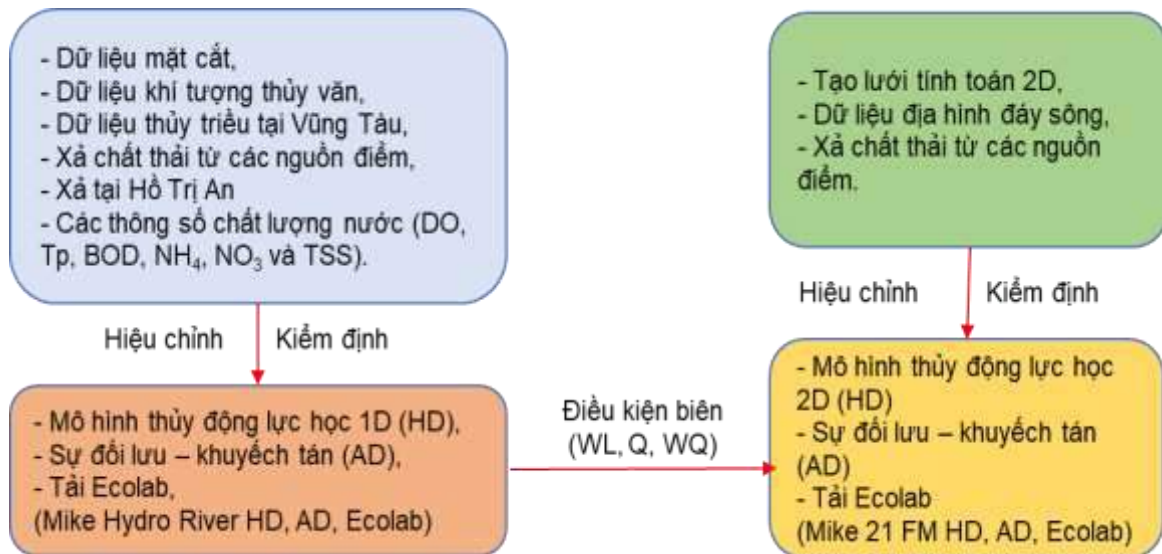 - Dữ liệu mặt cắt,
- Dữ liệu khí tượng thủy văn,
- Dữ liệu thủy triều tại Vũng Tàu,
- Xả chất thải từ các nguồn điểm,
- Xả tại Hồ Trị An
- Các thông số chất lượng nước (DO,
Tp, BOD, NH₄, NO₃ và TSS).
- Tạo lưới tính toán 2D,
- Dữ liệu địa hình đáy sông,
- Xả chất thải từ các nguồn
điểm.
Hiệu chỉnh
Kiểm định
Hiệu chỉnh
Kiểm định
- Mô hình thủy động lực học 1D (HD),
- Sự đối lưu – khuyếch tán (AD),
- Tải Ecolab,
(Mike Hydro River HD, AD, Ecolab)
Điều kiện biên
(WL, Q, WQ)
- Mô hình thủy động lực học
2D (HD)
- Sự đối lưu – khuyếch tán
(AD)
- Tải Ecolab
(Mike 21 FM HD, AD, Ecolab)